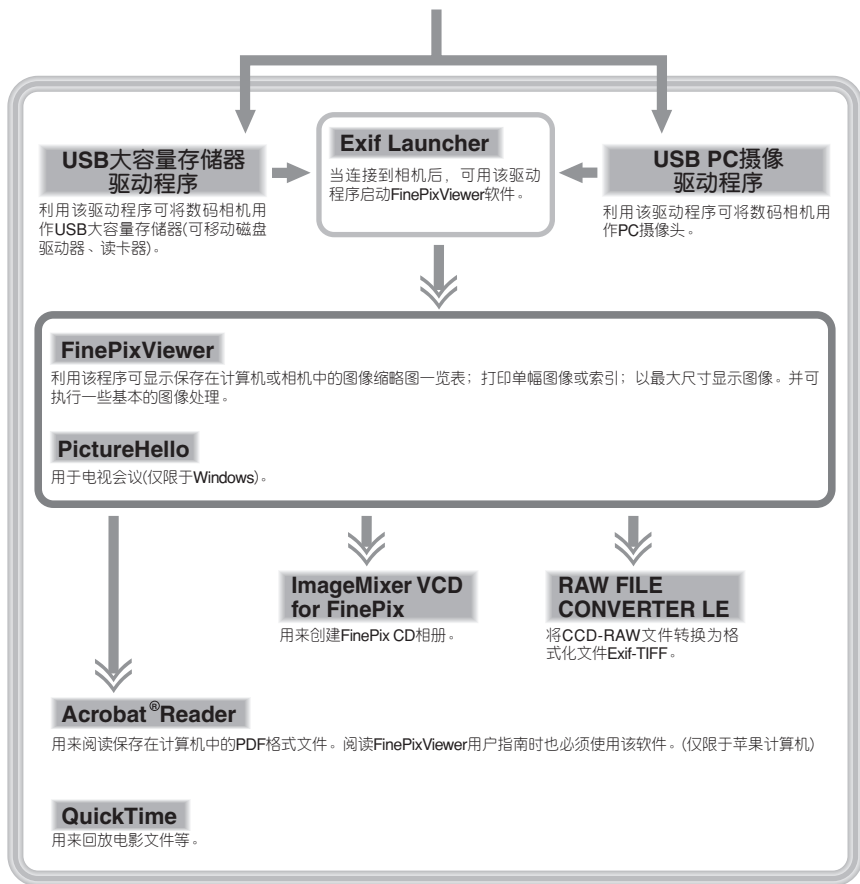 USB大容量存储器
驱动程序
利用该驱动程序可将数码相机用
作USB大容量存储器(可移动磁盘
驱动器、读卡器)。
Exif Launcher
当连接到相机后，可用该驱动
程序启动FinePixViewer软件。
USB PC摄像
驱动程序
利用该驱动程序可将数码相机用
作PC摄像头。
FinePixViewer
利用该程序可显示保存在计算机或相机中的图像缩略图一览表；打印单幅图像或索引；以最大尺寸显示图像。并可
执行一些基本的图像处理。
PictureHello
用于电视会议(仅限于Windows)。
ImageMixer VCD
for FinePix
用来创建FinePix CD相册。
RAW FILE
CONVERTER LE
将CCD-RAW文件转换为格
式化文件Exif-TIFF。
Acrobat®Reader
用来阅读保存在计算机中的PDF格式文件。阅读FinePixViewer用户指南时也必须使用该软件。(仅限于苹果计算机)
QuickTime
用来回放电影文件等。